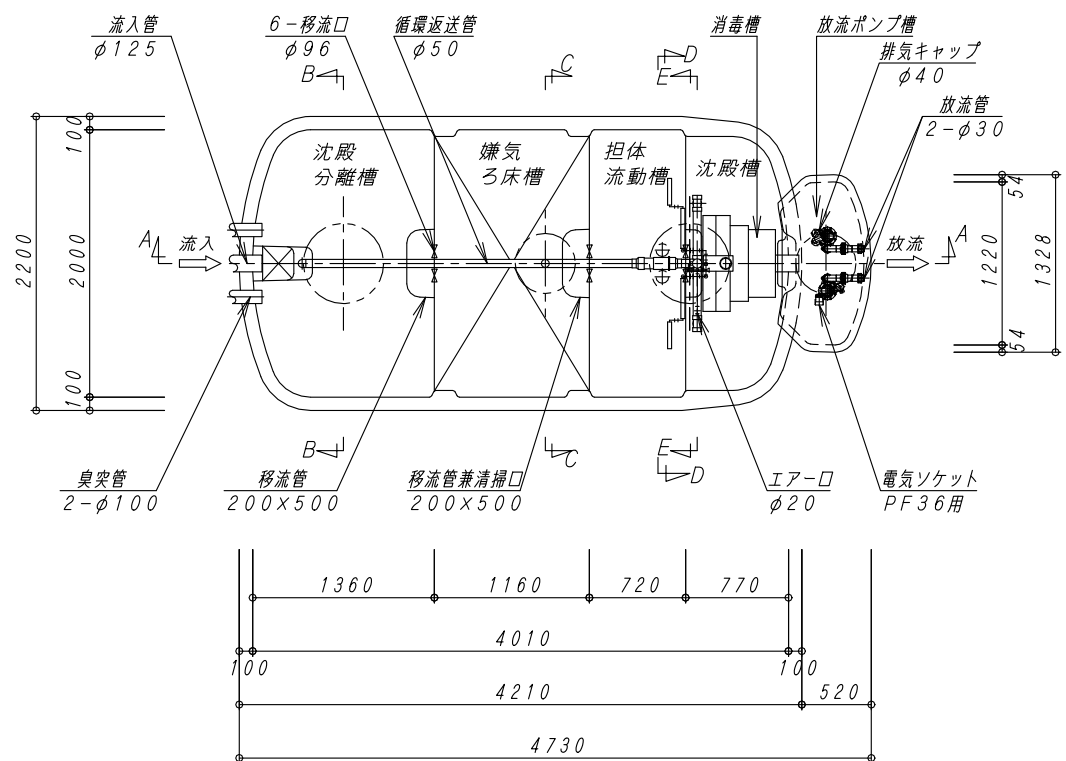 流入管
φ125
6-移流口
φ96
循環返送管
φ50
消毒槽
放流ポンプ槽
排気キャップ
φ40
放流管
2-φ30
B
C
D
E
沈殿
分離槽
嫌気
ろ床槽
担体
流動槽
沈殿槽
A
流入
放流
A
2200
100
2000
100
54
1220
1328
54
B
C
E
D
臭突管
2-φ100
移流管
200×500
移流管兼清掃口
200×500
エアー口
φ20
電気ソケット
PF36用
1360
1160
720
770
4010
100
100
4210
520
4730